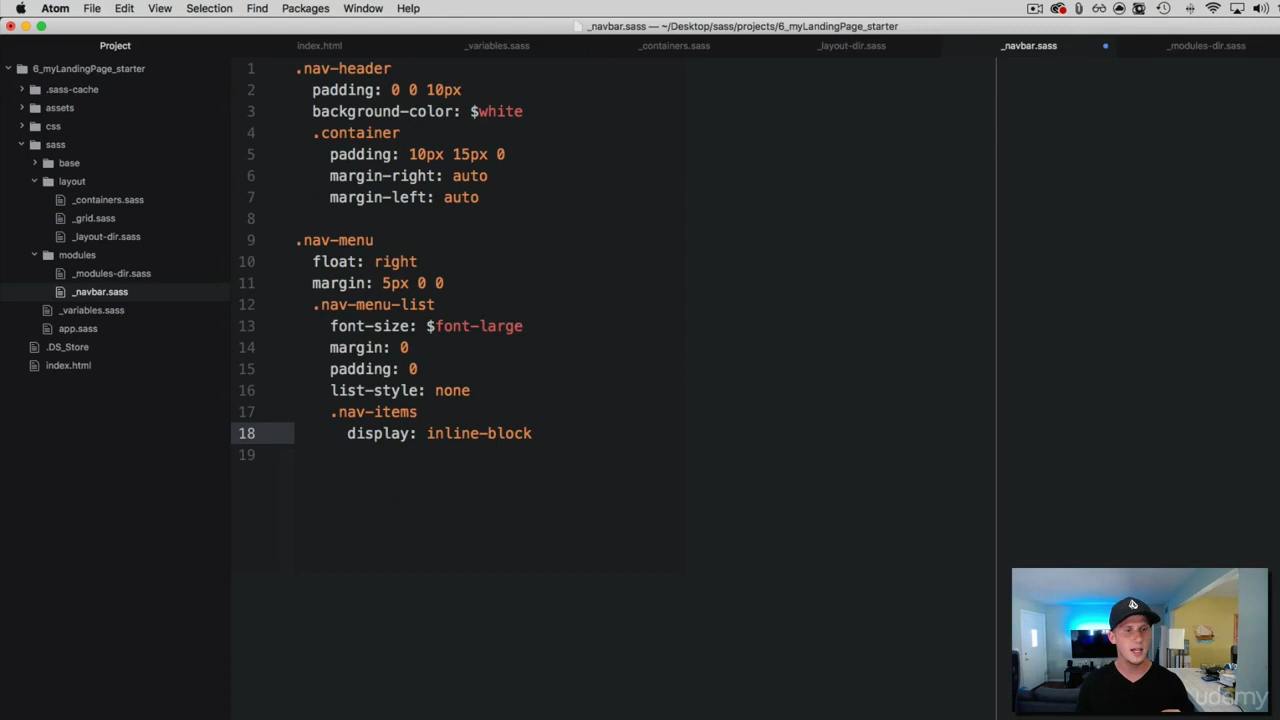 Atom File Edit View Selection Find Packages Window Help
_navbar.sass — ~/Desktop/sass/projects/6_myLandingPage_starter
Project
index.html _variables.sass _containers.sass _layout-dir.sass _navbar.sass _modules-dir.sass
6_myLandingPage_starter
.sass-cache
assets
css
sass
base
layout
_containers.sass
_grid.sass
_layout-dir.sass
modules
_modules-dir.sass
_navbar.sass
_variables.sass
app.sass
.DS_Store
index.html
1 .nav-header
2 padding: 0 0 10px
3 background-color: $white
4 .container
5 padding: 10px 15px 0
6 margin-right: auto
7 margin-left: auto
8
9 .nav-menu
10 float: right
11 margin: 5px 0 0
12 .nav-menu-list
13 font-size: $font-large
14 margin: 0
15 padding: 0
16 list-style: none
17 .nav-items
18 display: inline-block
19
udemy